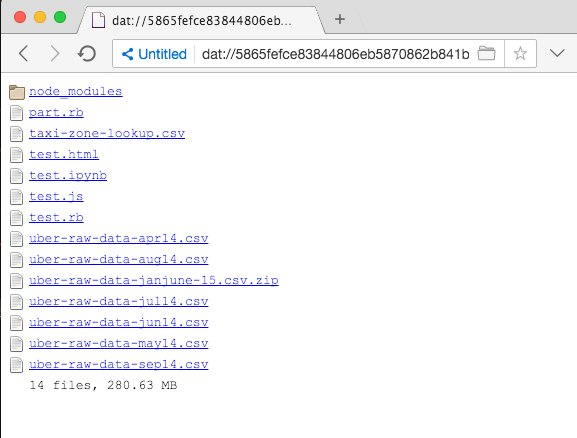 dat://5865fefce83844806eb...
Untitled dat://5865fefce83844806eb5870862b841b
node_modules
part.rb
taxi-zone-lookup.csv
test.html
test.ipynb
test.js
test.rb
uber-raw-data-apr14.csv
uber-raw-data-aug14.csv
uber-raw-data-janjune-15.csv.zip
uber-raw-data-jul14.csv
uber-raw-data-jun14.csv
uber-raw-data-may14.csv
uber-raw-data-sep14.csv
14 files, 280.63 MB